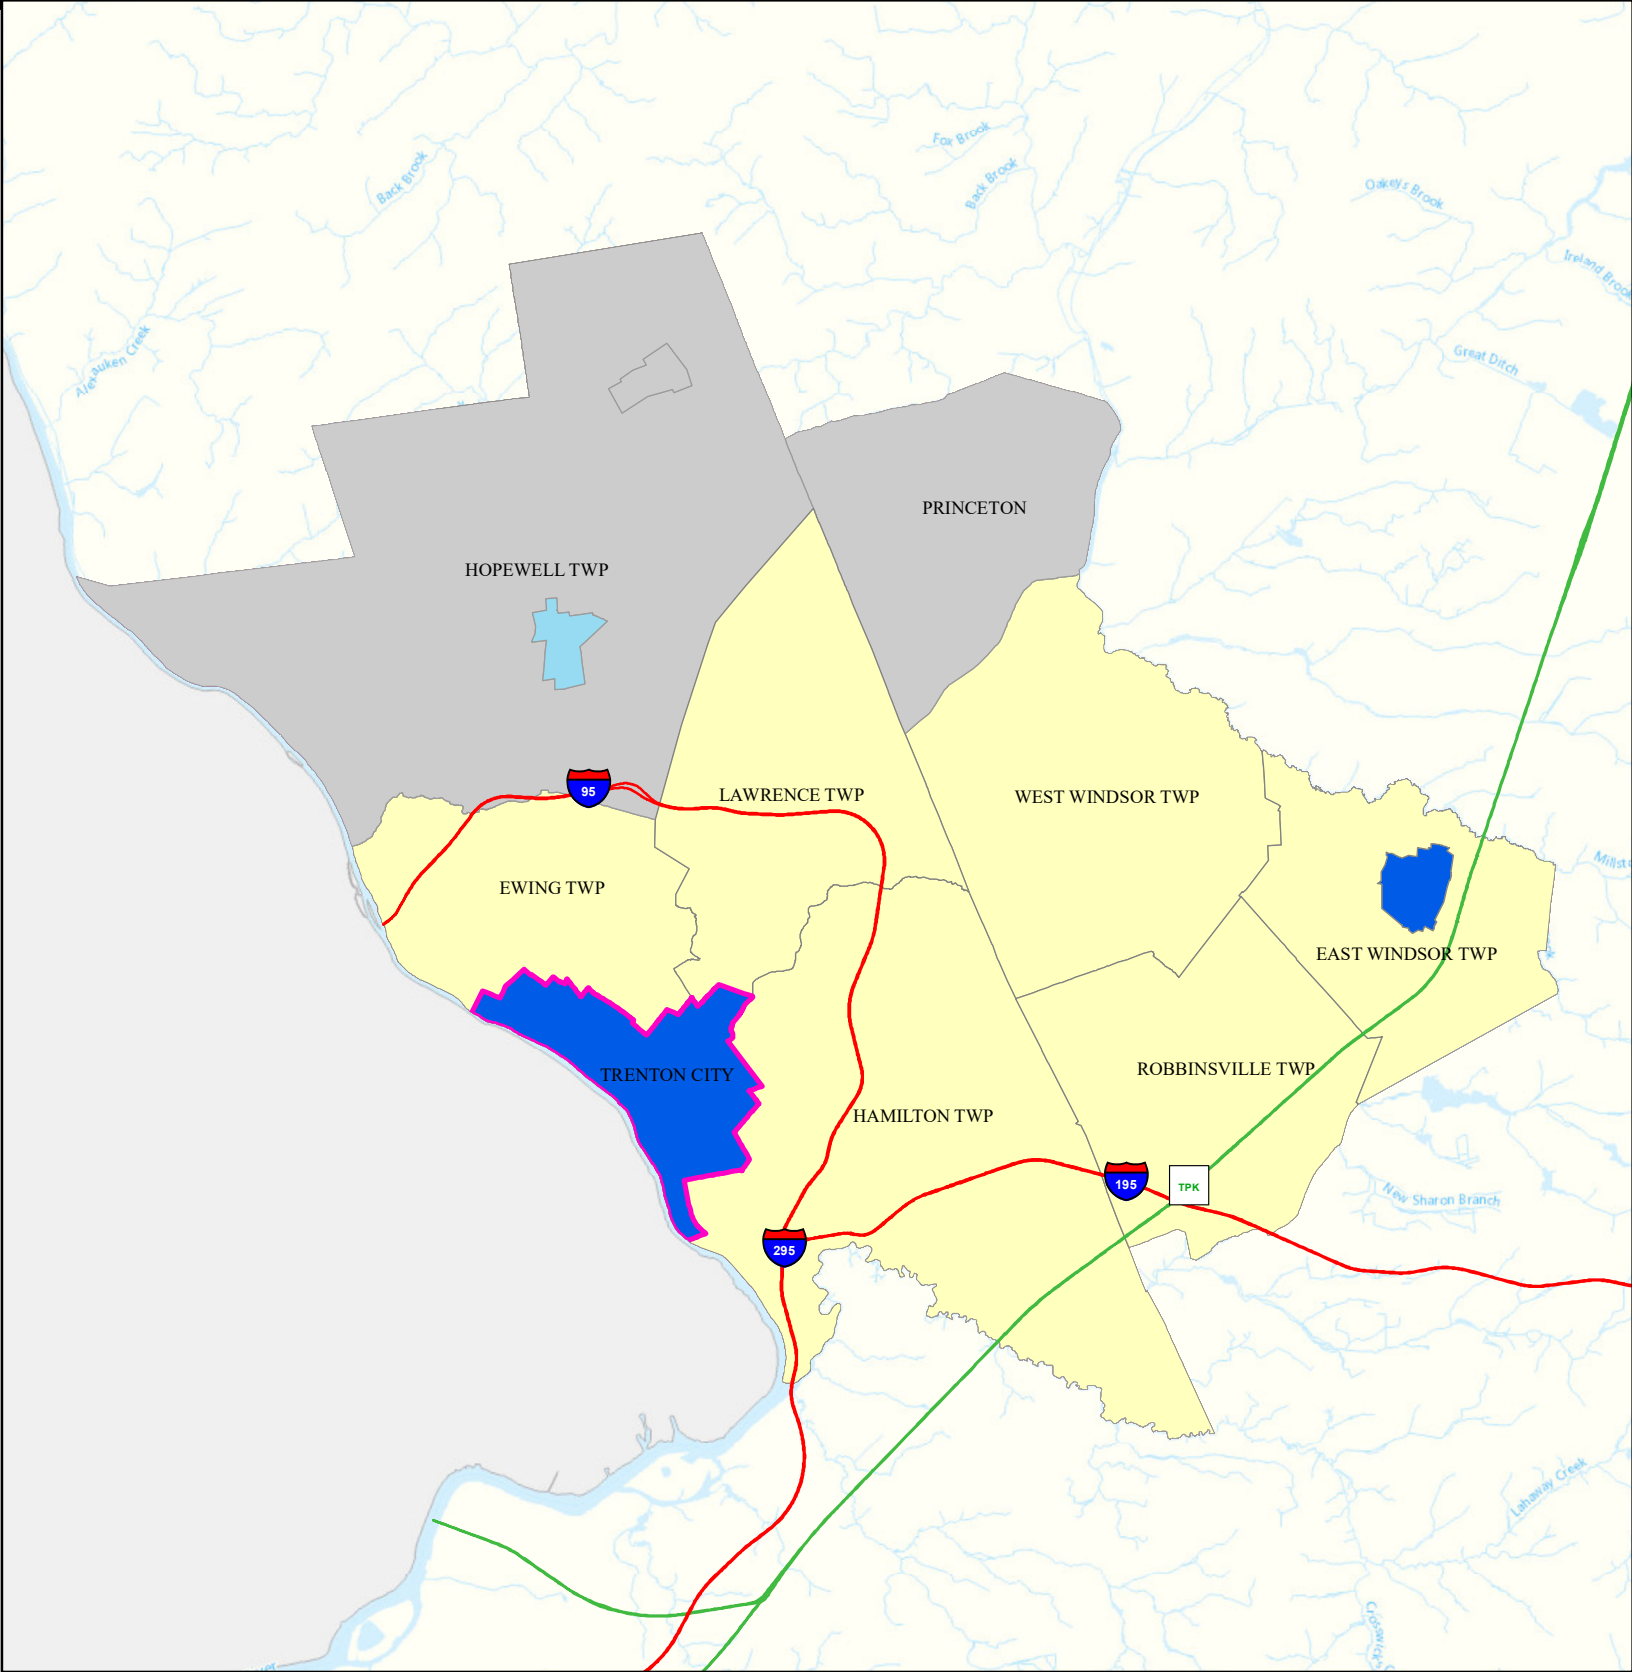 Fox Brook
Back Brook
Back Brook
Oakeys Brook
Ireland Brook
Alexauken Creek
Great Ditch
PRINCETON
HOPEWELL TWP
95
LAWRENCE TWP
WEST WINDSOR TWP
EWING TWP
EAST WINDSOR TWP
TRENTON CITY
ROBBINSVILLE TWP
HAMILTON TWP
195
TPK
New Sharon Branch
295
Lahaway Creek